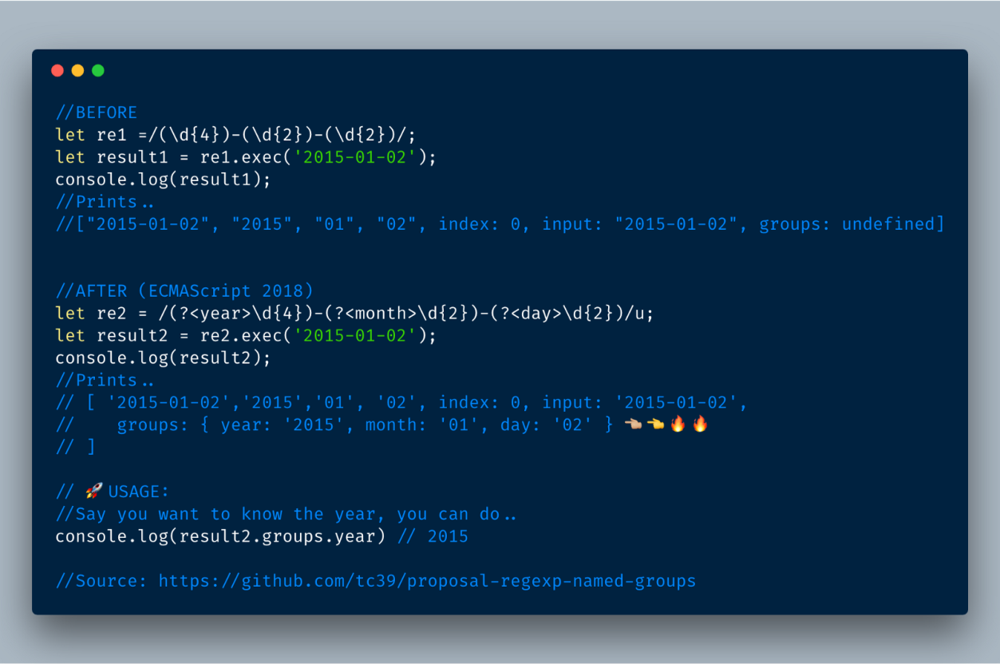 //BEFORE
let re1 =/(\d{4})-(\d{2})-(\d{2})/;
let result1 = re1.exec('2015-01-02');
console.log(result1);
//Prints..
//["2015-01-02", "2015", "01", "02", index: 0, input: "2015-01-02", groups: undefined]
//AFTER (ECMAScript 2018)
let re2 = /(?<year>\d{4})-(?<month>\d{2})-(?<day>\d{2})/u;
let result2 = re2.exec('2015-01-02');
console.log(result2);
//Prints..
// [ '2015-01-02','2015','01', '02', index: 0, input: '2015-01-02',
//    groups: { year: '2015', month: '01', day: '02' } 👈🏼👈🔥🔥
// ]
// 🚀USAGE:
//Say you want to know the year, you can do..
console.log(result2.groups.year) // 2015
//Source: https://github.com/tc39/proposal-regexp-named-groups